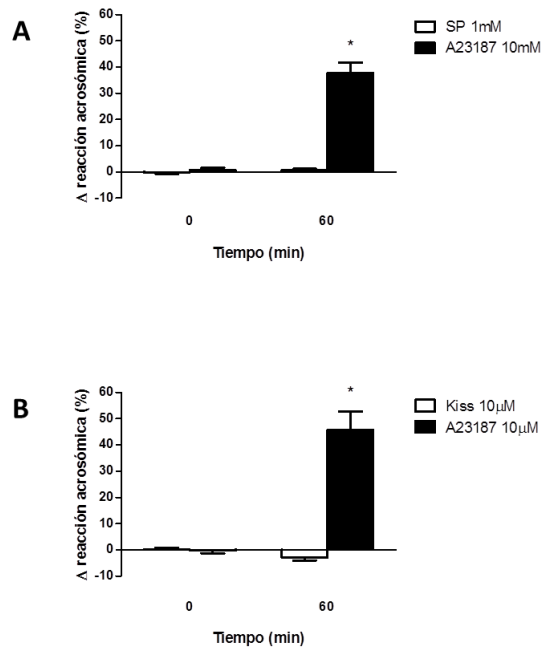 A
Δ reacción acrosómica (%)
60
50
40
30
20
10
0
-10
*
0
60
Tiempo (min)
SP 1mM
A23187 10mM
B
Δ reacción acrosómica (%)
60
50
40
30
20
10
0
-10
*
0
60
Tiempo (min)
Kiss 10μM
A23187 10μM